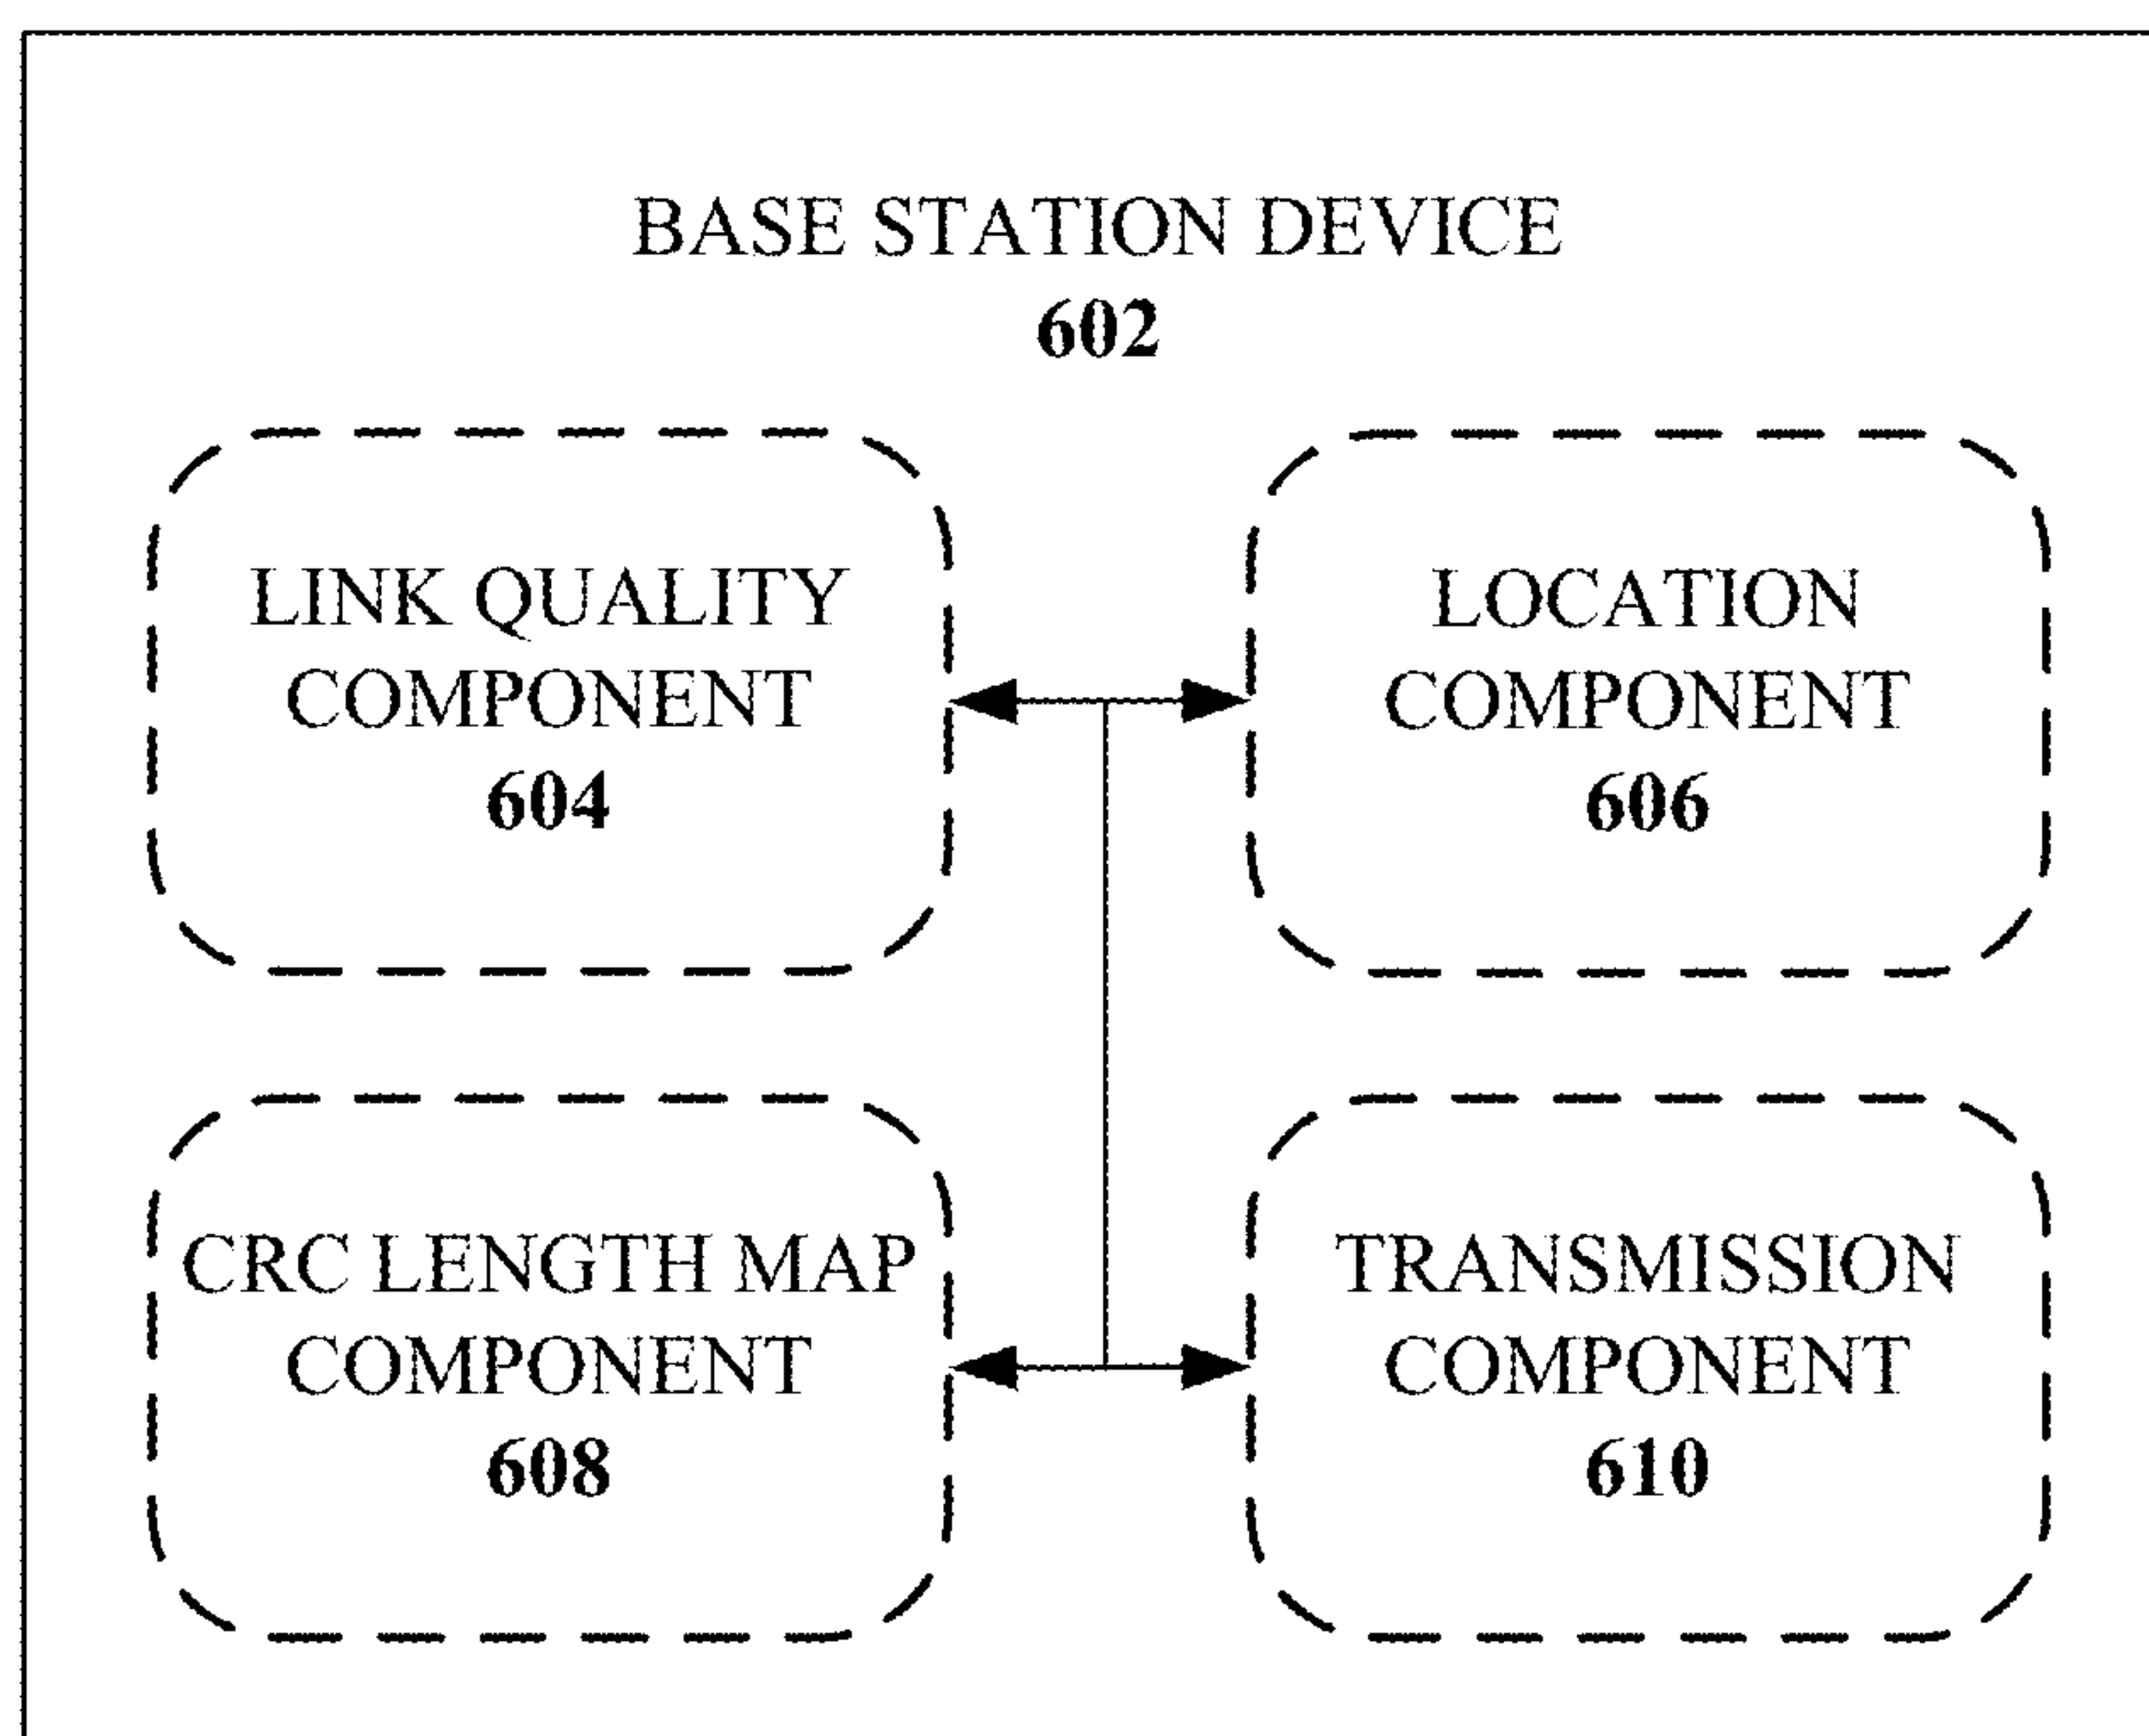 BASE STATION DEVICE
602
LINK QUALITY
COMPONENT
604
LOCATION
COMPONENT
606
CRC LENGTH MAP
COMPONENT
608
TRANSMISSION
COMPONENT
610